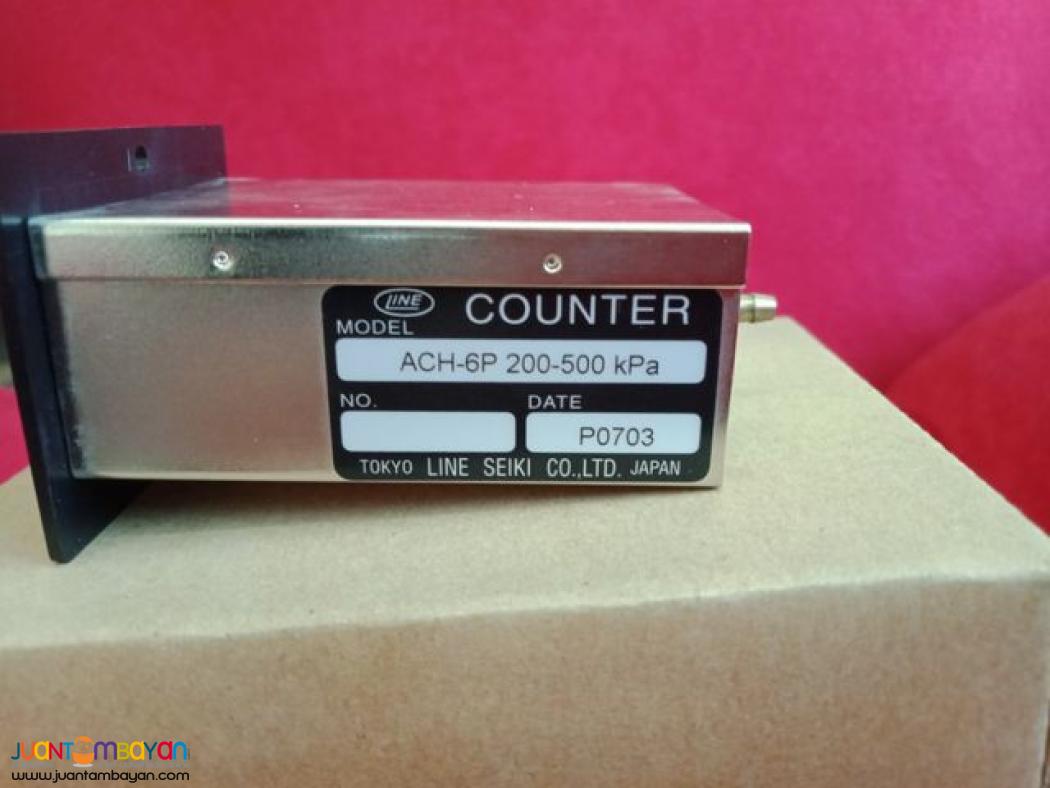 LINE COUNTER
MODEL
ACH-6P 200-500 kPa
NO. DATE
P0703
TOKYO LINE SEIKI CO.,LTD. JAPAN
JUANTAMBAYAN
www.juantambayan.com